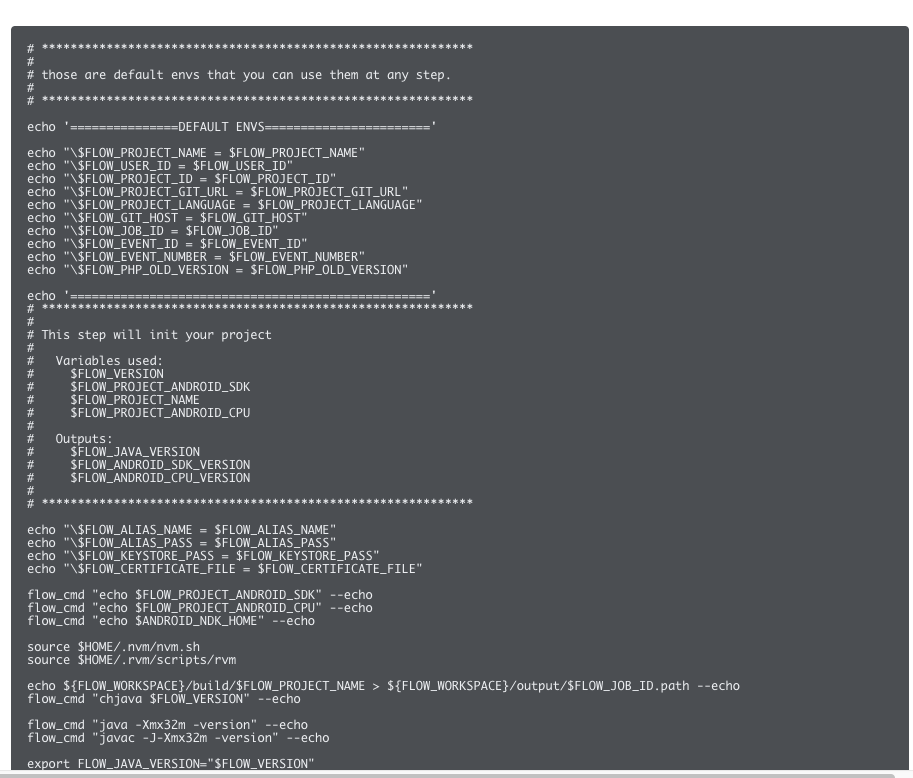 # ************************************************************
#
# those are default envs that you can use them at any step.
#
# ************************************************************
echo '===============DEFAULT ENVS======================='
echo "\$FLOW_PROJECT_NAME = $FLOW_PROJECT_NAME"
echo "\$FLOW_USER_ID = $FLOW_USER_ID"
echo "\$FLOW_PROJECT_ID = $FLOW_PROJECT_ID"
echo "\$FLOW_PROJECT_GIT_URL = $FLOW_PROJECT_GIT_URL"
echo "\$FLOW_PROJECT_LANGUAGE = $FLOW_PROJECT_LANGUAGE"
echo "\$FLOW_GIT_HOST = $FLOW_GIT_HOST"
echo "\$FLOW_JOB_ID = $FLOW_JOB_ID"
echo "\$FLOW_EVENT_ID = $FLOW_EVENT_ID"
echo "\$FLOW_EVENT_NUMBER = $FLOW_EVENT_NUMBER"
echo "\$FLOW_PHP_OLD_VERSION = $FLOW_PHP_OLD_VERSION"
echo '=================================================='
# ************************************************************
#
# This step will init your project
#
#   Variables used:
#     $FLOW_VERSION
#     $FLOW_PROJECT_ANDROID_SDK
#     $FLOW_PROJECT_NAME
#     $FLOW_PROJECT_ANDROID_CPU
#
#   Outputs:
#     $FLOW_JAVA_VERSION
#     $FLOW_ANDROID_SDK_VERSION
#     $FLOW_ANDROID_CPU_VERSION
#
# ************************************************************
echo "\$FLOW_ALIAS_NAME = $FLOW_ALIAS_NAME"
echo "\$FLOW_ALIAS_PASS = $FLOW_ALIAS_PASS"
echo "\$FLOW_KEYSTORE_PASS = $FLOW_KEYSTORE_PASS"
echo "\$FLOW_CERTIFICATE_FILE = $FLOW_CERTIFICATE_FILE"
flow_cmd "echo $FLOW_PROJECT_ANDROID_SDK" --echo
flow_cmd "echo $FLOW_PROJECT_ANDROID_CPU" --echo
flow_cmd "echo $ANDROID_NDK_HOME" --echo
source $HOME/.nvm/nvm.sh
source $HOME/.rvm/scripts/rvm
echo ${FLOW_WORKSPACE}/build/$FLOW_PROJECT_NAME > ${FLOW_WORKSPACE}/output/$FLOW_JOB_ID.path --echo
flow_cmd "chjava $FLOW_VERSION" --echo
flow_cmd "java -Xmx32m -version" --echo
flow_cmd "javac -J-Xmx32m -version" --echo
export FLOW_JAVA_VERSION="$FLOW_VERSION"